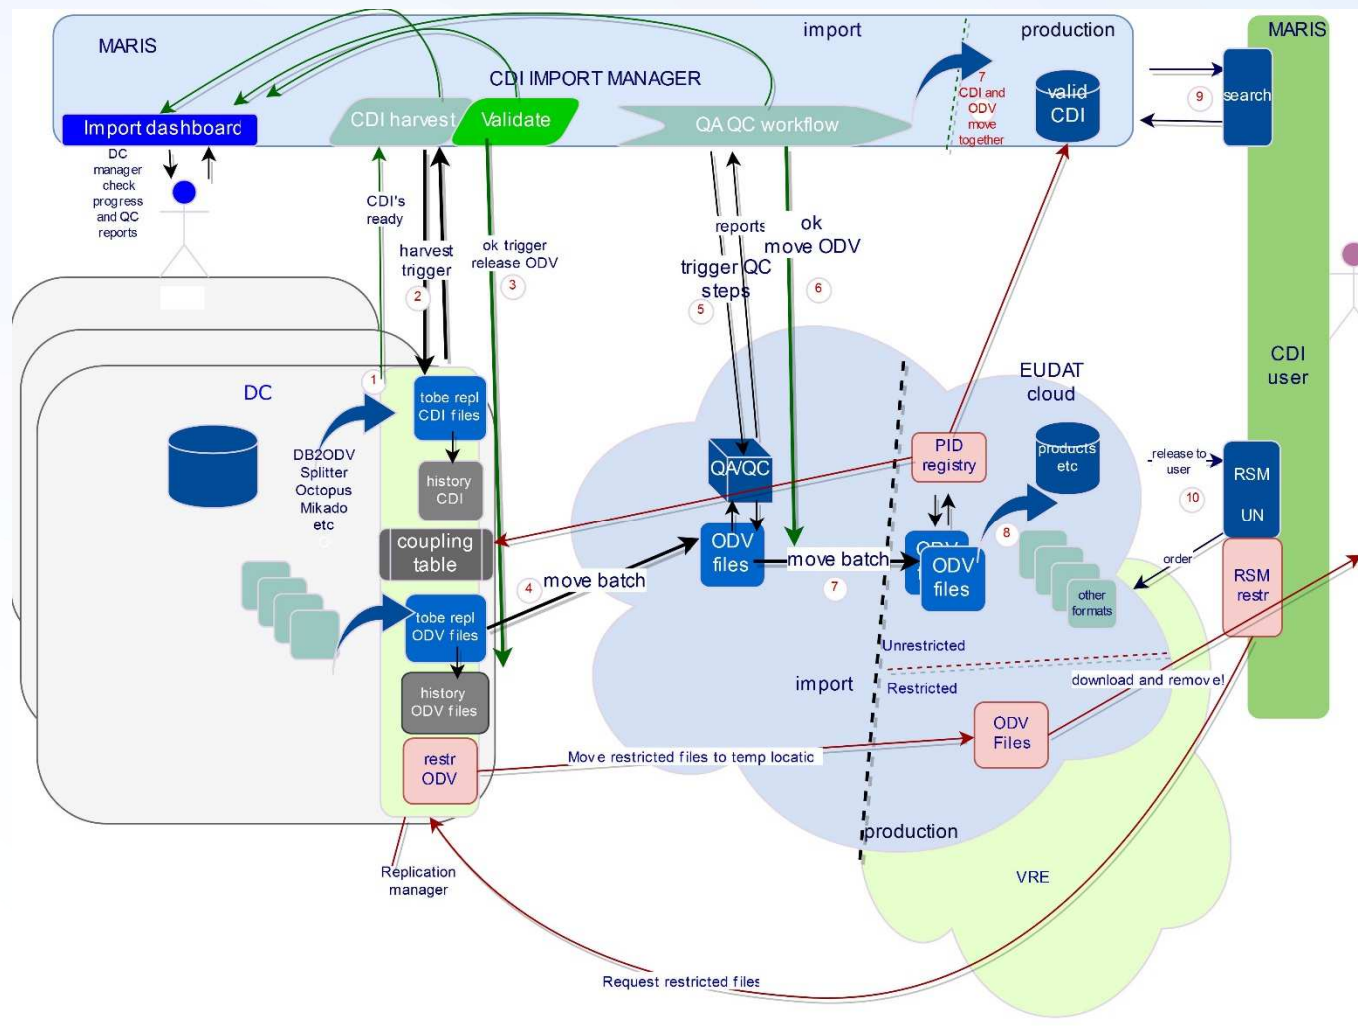 MARIS
import
production
MARIS
CDI IMPORT MANAGER
Import dashboard
CDI harvest
Validate
QA QC workflow
7
CDI and
ODV
move
together
valid
CDI
9
search
DC
manager
check
progress
and QC
reports
CDI's
ready
harvest
trigger
2
ok trigger
release ODV
3
reports
trigger QC
steps
5
ok
move ODV
6
DC
1
tobe repl
CDI files
history
CDI
DB2ODV
Splitter
Octopus
Mikado
etc
coupling
table
tobe repl
ODV files
history
ODV files
restr
ODV
Replication
manager
4
move batch
QA/QC
ODV
files
move batch
7
PID
registry
ODV
files
EUDAT
cloud
products
etc
8
other
formats
Unrestricted
Restricted
import
production
ODV
Files
Move restricted files to temp locatic
VRE
Request restricted files
CDI
user
release to
user
10
RSM
UN
order
RSM
restr
download and remove!